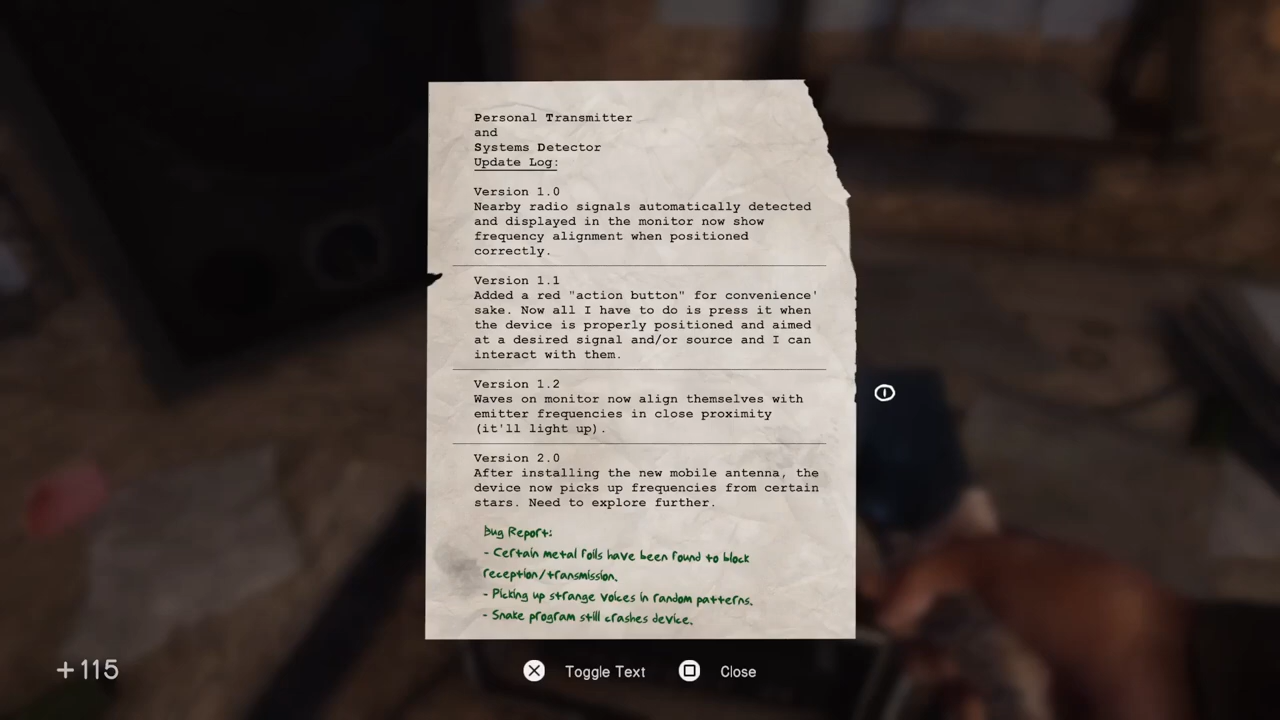 Personal Transmitter
and
Systems Detector
Update Log:
Version 1.0
Nearby radio signals automatically detected
and displayed in the monitor now show
frequency alignment when positioned
correctly.
Version 1.1
Added a red "action button" for convenience'
sake. Now all I have to do is press it when
the device is properly positioned and aimed
at a desired signal and/or source and I can
interact with them.
Version 1.2
Waves on monitor now align themselves with
emitter frequencies in close proximity
(it'll light up).
Version 2.0
After installing the new mobile antenna, the
device now picks up frequencies from certain
stars. Need to explore further.
Bug Report:
- Certain metal foils have been found to block
reception/transmission.
- Picking up strange voices in random patterns.
- Snake program still crashes device.
+115
Toggle Text
Close